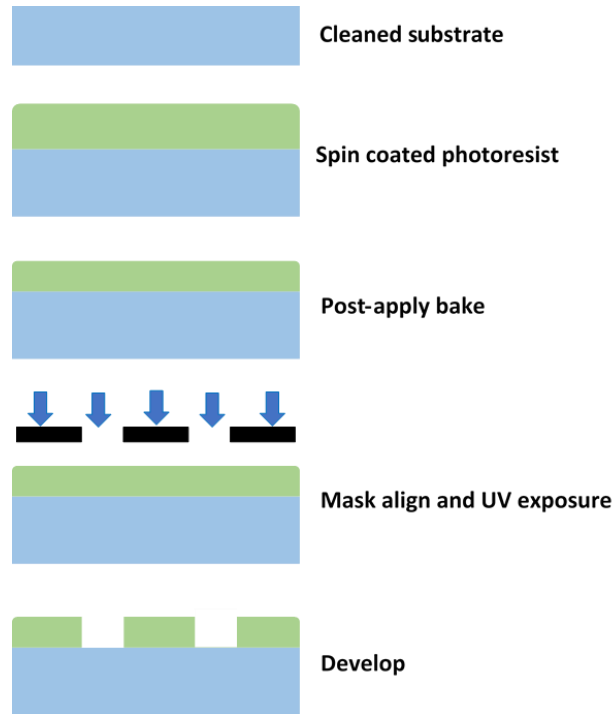 Cleaned substrate
Spin coated photoresist
Post-apply bake
Mask align and UV exposure
Develop